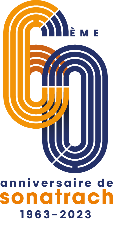 60 ÈME
anniversaire de
sonatrach
1963-2023